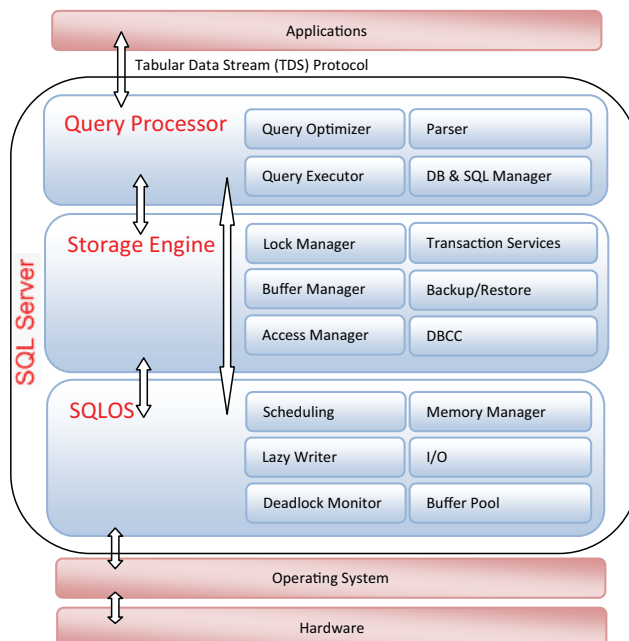 Applications
Tabular Data Stream (TDS) Protocol
Query Processor
Query Optimizer
Parser
Query Executor
DB & SQL Manager
Storage Engine
Lock Manager
Transaction Services
Buffer Manager
Backup/Restore
Access Manager
DBCC
SQL Server
SQLOS
Scheduling
Memory Manager
Lazy Writer
I/O
Deadlock Monitor
Buffer Pool
Operating System
Hardware